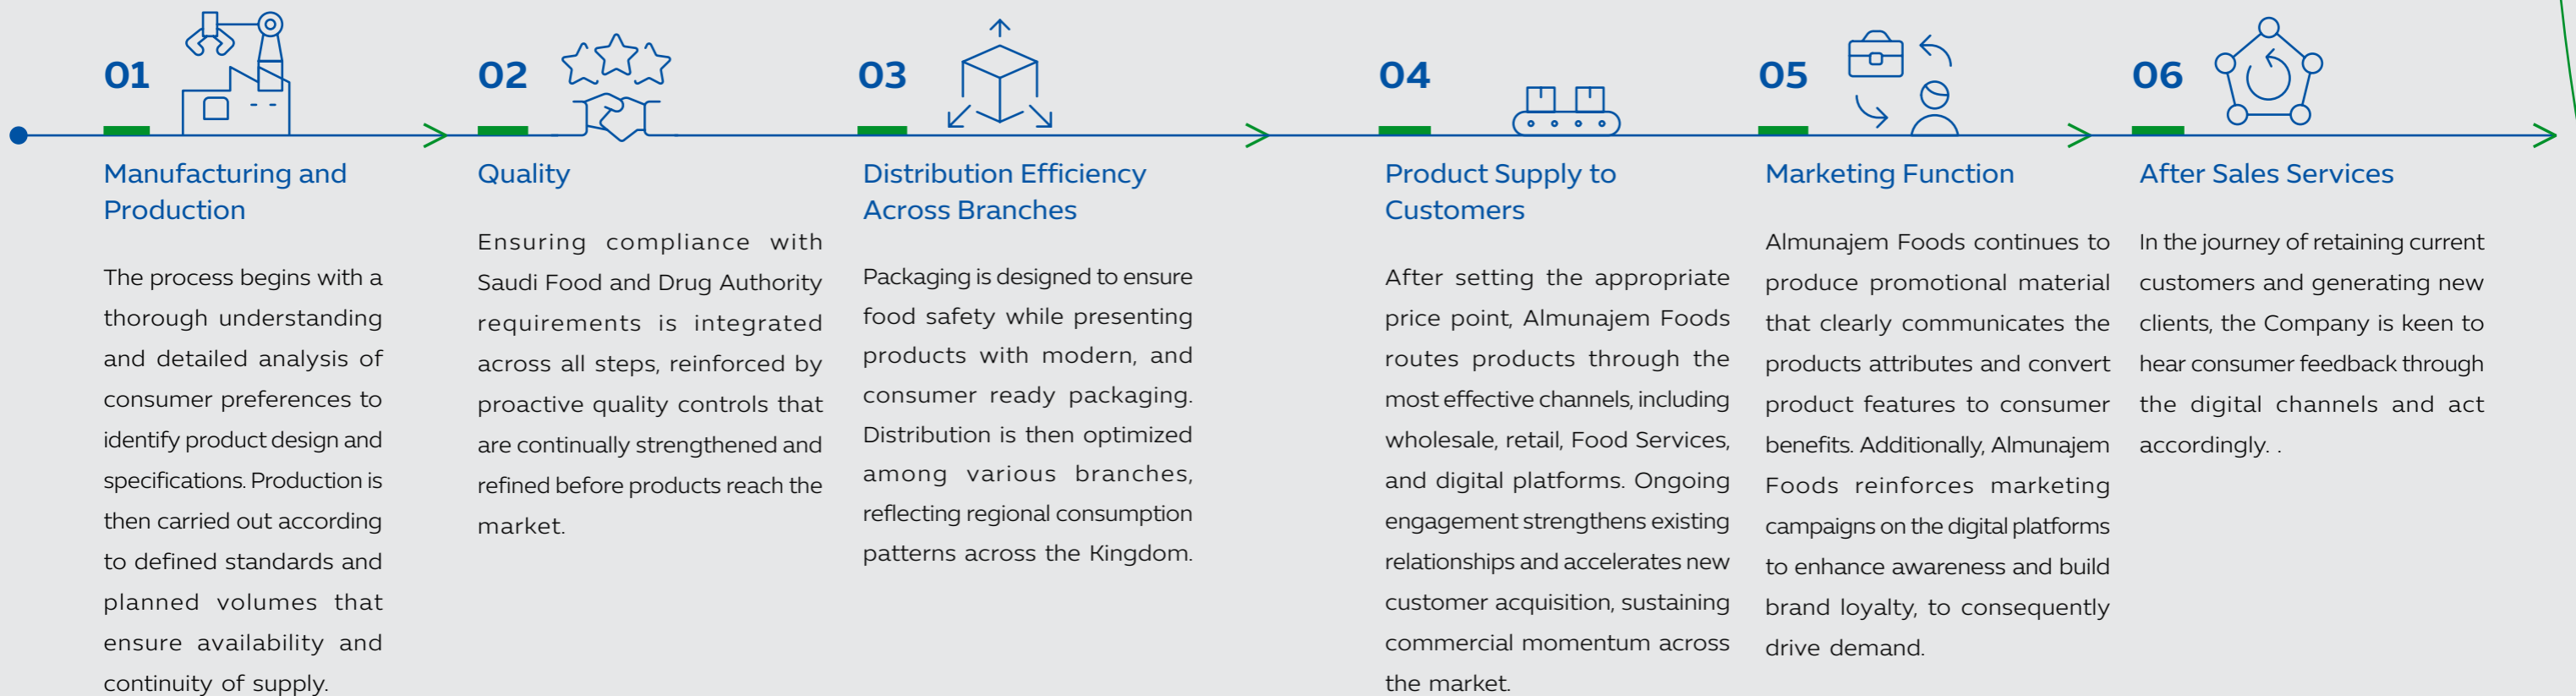 01
Manufacturing and
Production
The process begins with a
thorough understanding
and detailed analysis of
consumer preferences to
identify product design and
specifications. Production is
then carried out according
to defined standards and
planned volumes that
ensure availability and
continuity of supply.
02
Quality
Ensuring compliance with
Saudi Food and Drug Authority
requirements is integrated
across all steps, reinforced by
proactive quality controls that
are continually strengthened and
refined before products reach the
market.
03
Distribution Efficiency
Across Branches
Packaging is designed to ensure
food safety while presenting
products with modern, and
consumer ready packaging.
Distribution is then optimized
among various branches,
reflecting regional consumption
patterns across the Kingdom.
04
Product Supply to
Customers
After setting the appropriate
price point, Almunajem Foods
routes products through the
most effective channels, including
wholesale, retail, Food Services,
and digital platforms. Ongoing
engagement strengthens existing
relationships and accelerates new
customer acquisition, sustaining
commercial momentum across
the market.
05
Marketing Function
Almunajem Foods continues to
produce promotional material
that clearly communicates the
products attributes and convert
product features to consumer
benefits. Additionally, Almunajem
Foods reinforces marketing
campaigns on the digital platforms
to enhance awareness and build
brand loyalty, to consequently
drive demand.
06
After Sales Services
In the journey of retaining current
customers and generating new
clients, the Company is keen to
hear consumer feedback through
the digital channels and act
accordingly. .